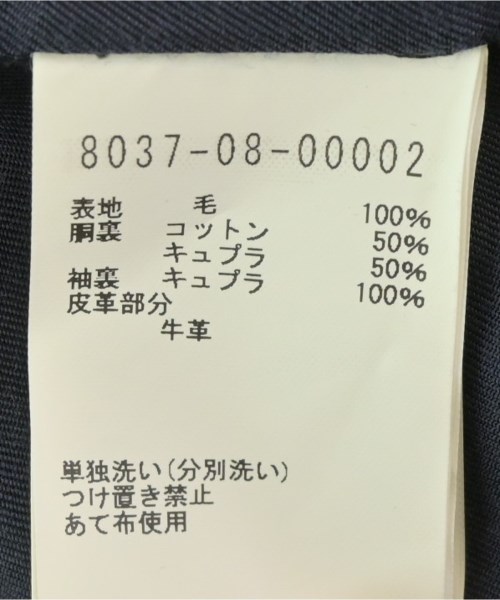 8037-08-00002
表地 毛 100%
胴裏 コットン 50%
キュプラ 50%
袖裏 キュプラ 100%
皮革部分
牛革
単独洗い(分別洗い)
つけ置き禁止
あて布使用